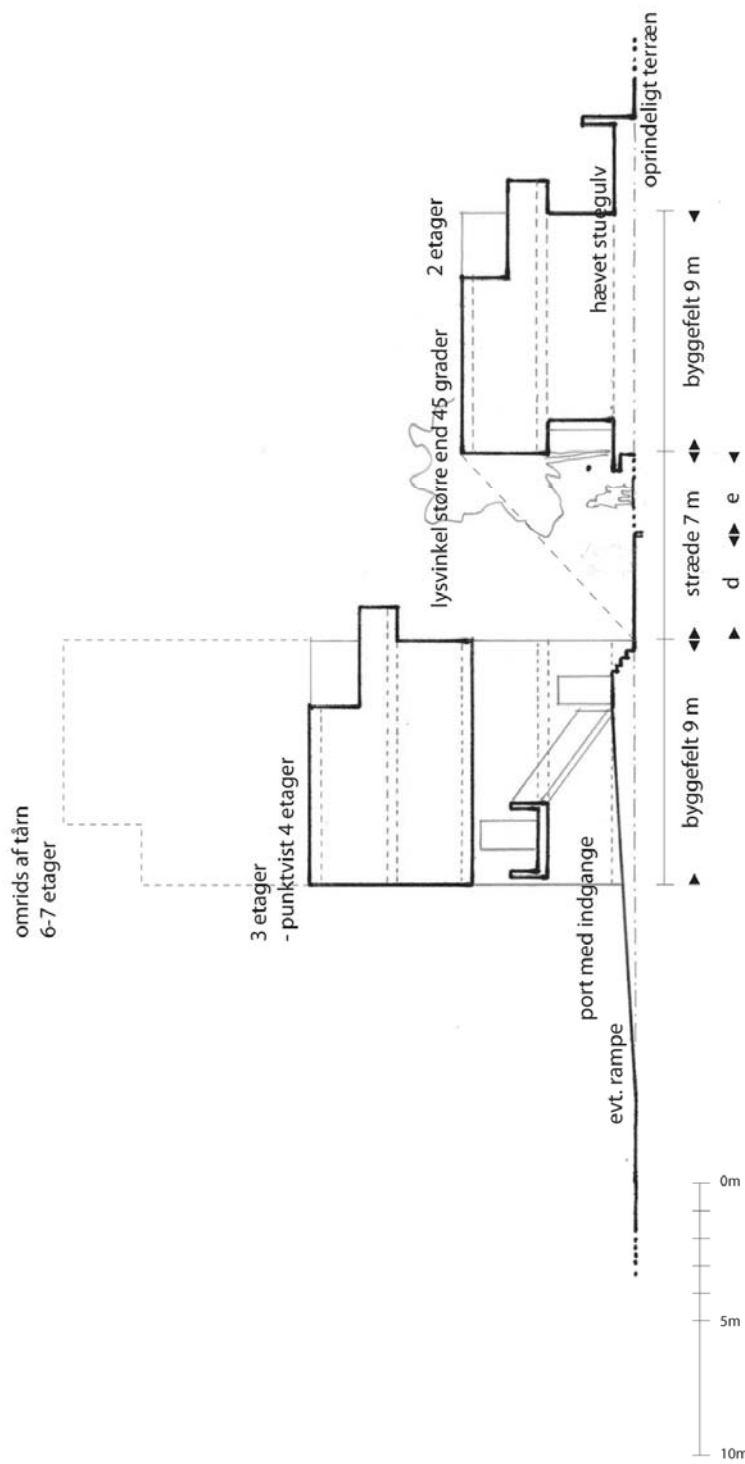 omrids af tårn
6-7 etager
3 etager
- punktvist 4 etager
lysvinkel større end 45 grader
2 etager
port med indgange
evt. rampe
hævet stuegulv
oprindeligt terræn
byggefelt 9 m
stræde 7 m
byggefelt 9 m
d
e
0m
5m
10m